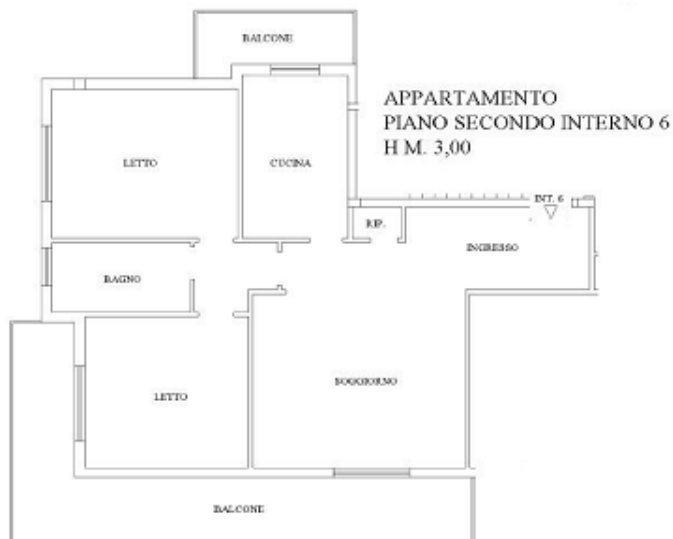 BALCONE
APPARTAMENTO
PIANO SECONDO INTERNO 6
H M. 3,00
LETTO
CUCINA
INT. 6
RIP.
INGRESSO
BAGNO
SOGGIORNO
LETTO
BALCONE